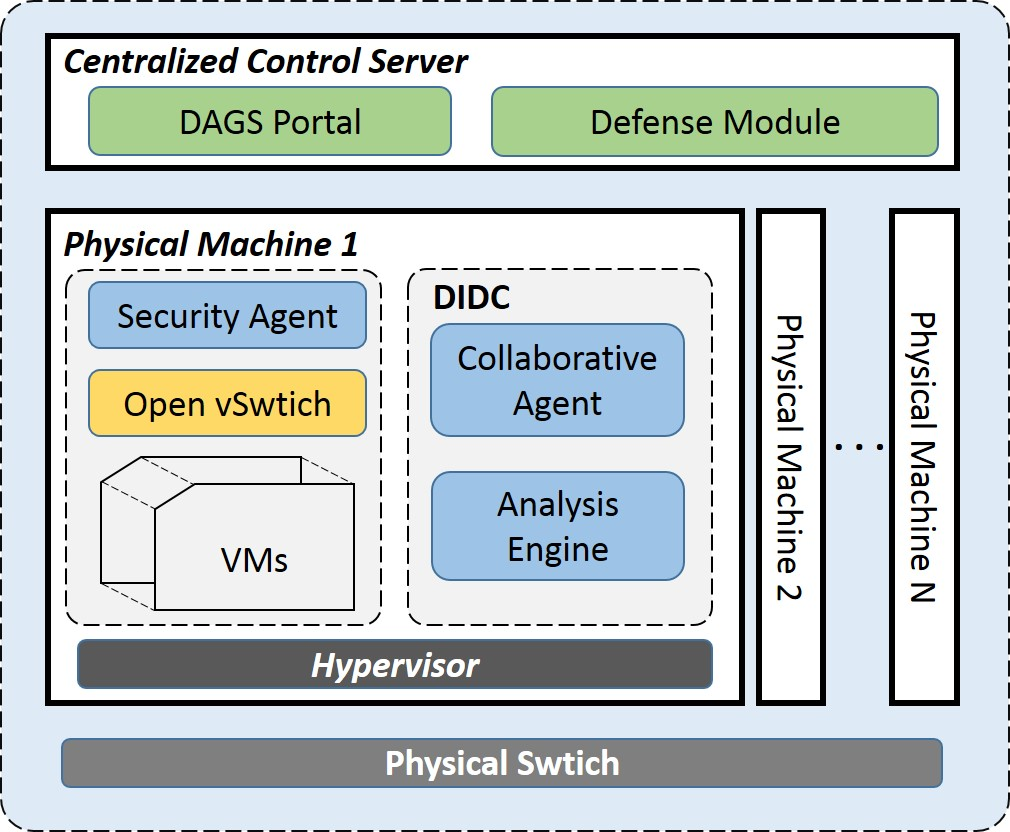 Centralized Control Server
DAGS Portal
Defense Module
Physical Machine 1
Security Agent
Open vSwtich
VMs
DIDC
Collaborative
Agent
Analysis
Engine
Hypervisor
Physical Machine 2
. . .
Physical Machine N
Physical Swtich